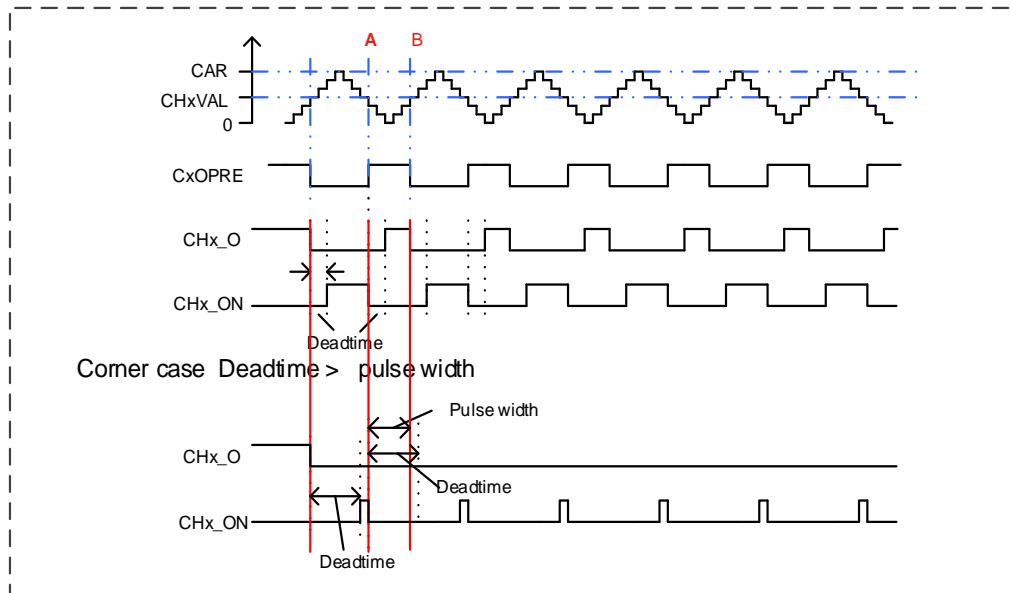 A B
CAR
CHxVAL
0
CxOPRE
CHx_O
CHx_ON
Deadtime
Corner case Deadtime > pulse width
Pulse width
CHx_O
Deadtime
CHx_ON
Deadtime